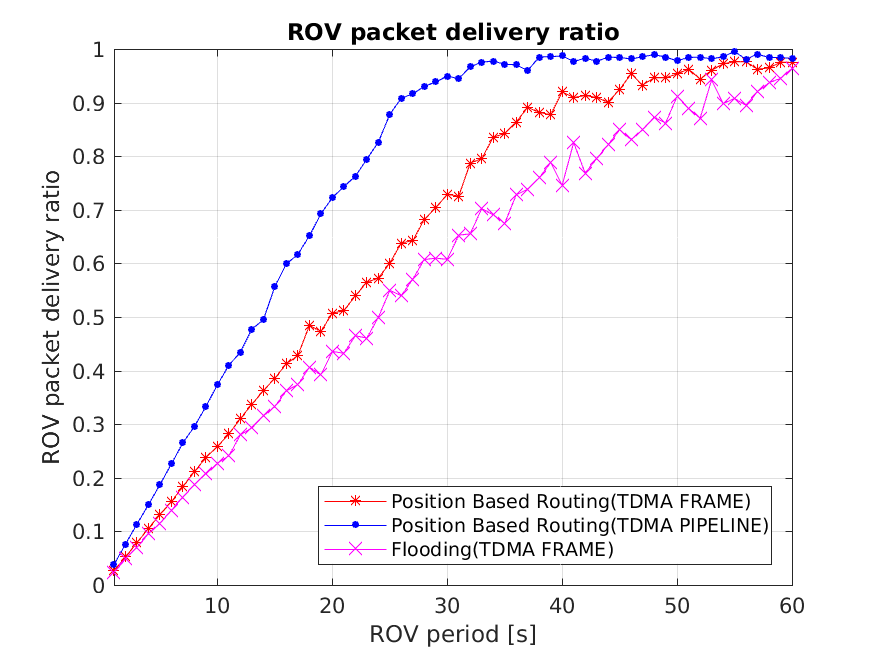 ROV packet delivery ratio
ROV packet delivery ratio
1
0.9
0.8
0.7
0.6
0.5
0.4
0.3
0.2
0.1
0
Position Based Routing(TDMA FRAME)
Position Based Routing(TDMA PIPELINE)
Flooding(TDMA FRAME)
10 20 30 40 50 60
ROV period [s]